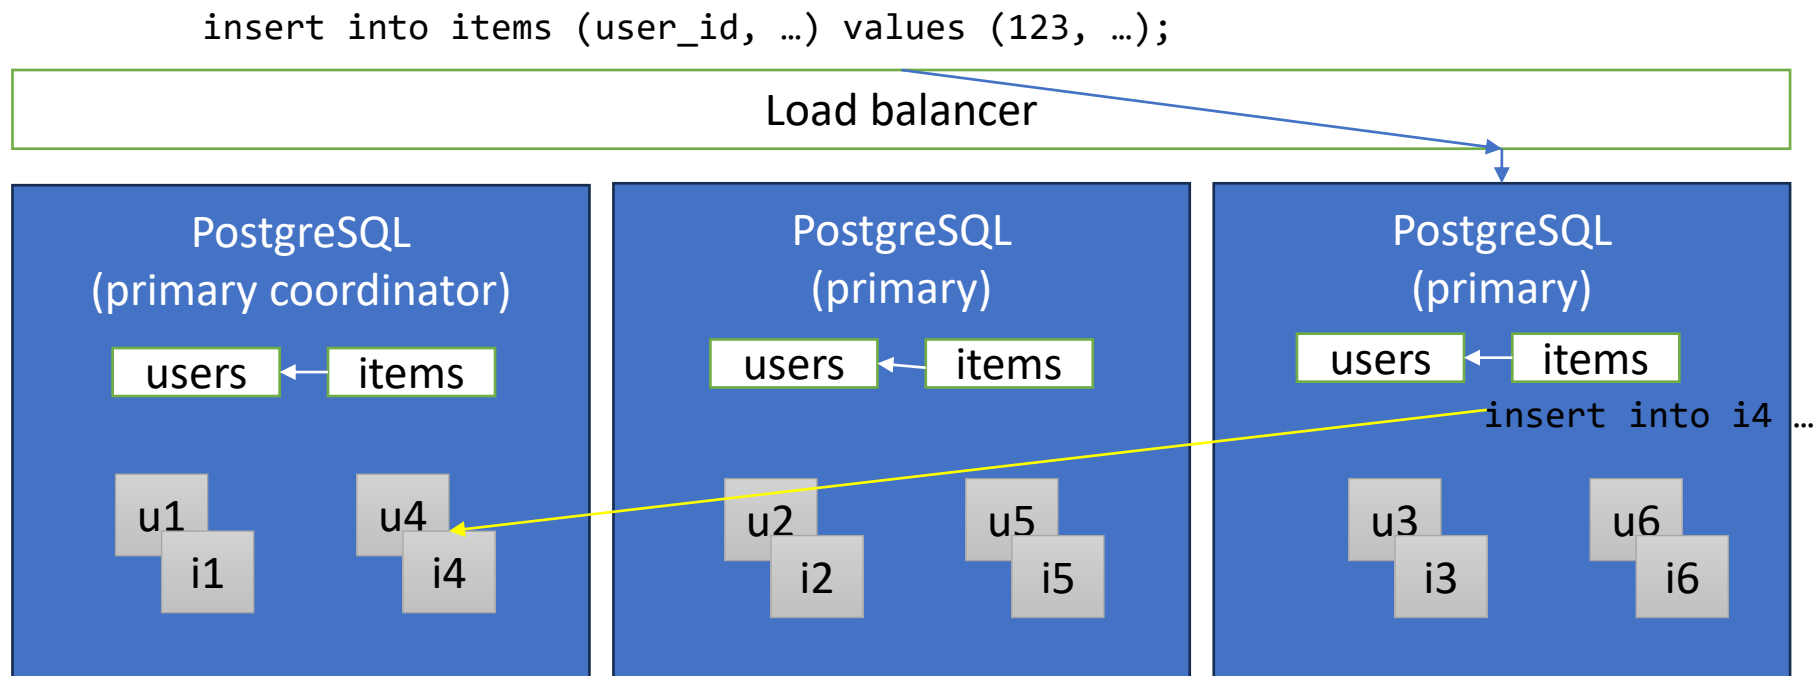 insert into items (user_id, …) values (123, …);
Load balancer
PostgreSQL
(primary coordinator)
users
items
u1
i1
u4
i4
PostgreSQL
(primary)
users
items
u2
i2
u5
i5
PostgreSQL
(primary)
users
items
insert into i4 …
u3
i3
u6
i6